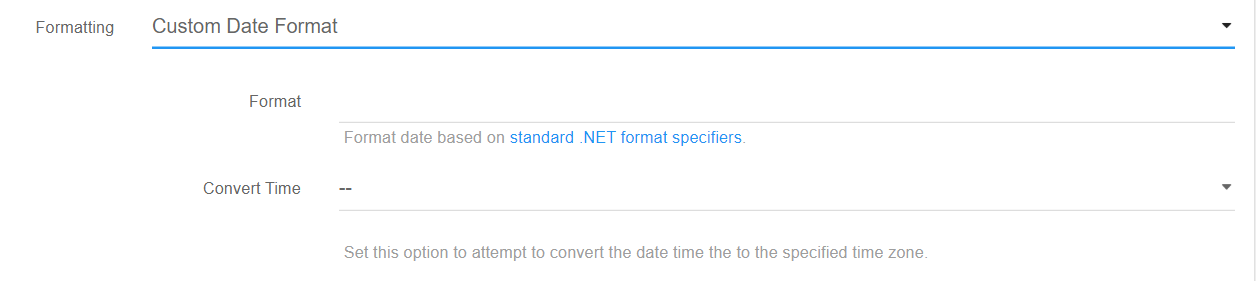 Formatting Custom Date Format
Format
Format date based on standard .NET format specifiers.
Convert Time --
Set this option to attempt to convert the date time the to the specified time zone.